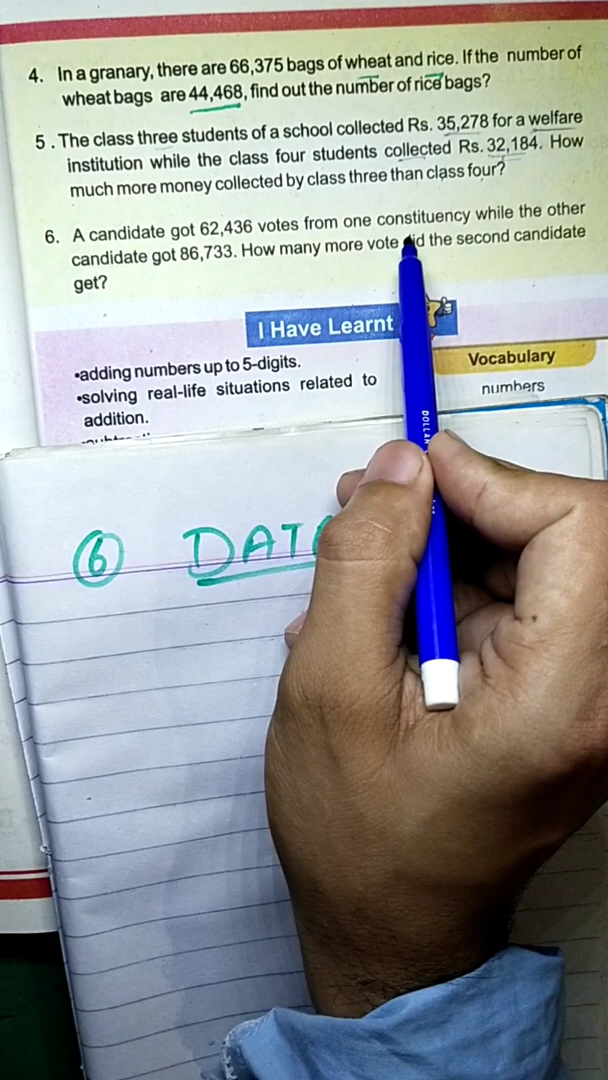 4. In a granary, there are 66,375 bags of wheat and rice. If the number of
wheat bags are 44,468, find out the number of rice bags?
5. The class three students of a school collected Rs. 35,278 for a welfare
institution while the class four students collected Rs. 32,184. How
much more money collected by class three than class four?
6. A candidate got 62,436 votes from one constituency while the other
candidate got 86,733. How many more vote did the second candidate
get?
I Have Learnt
•adding numbers up to 5-digits.
•solving real-life situations related to
addition.
Vocabulary
numbers
DOLLAR
6 DATA